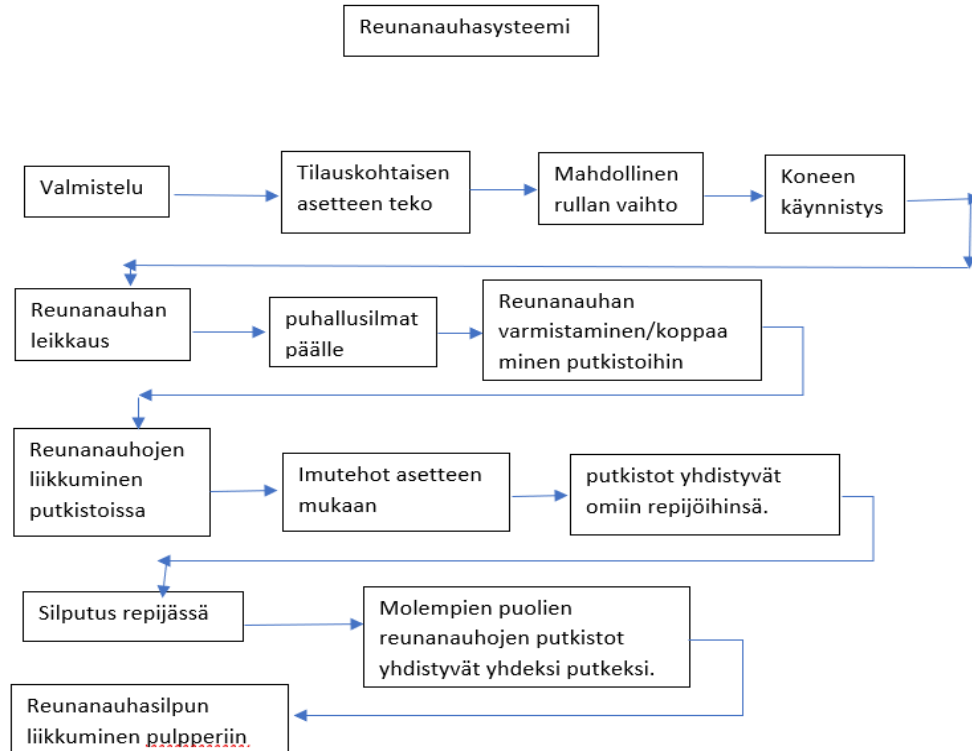 Reunanauhasysteemi
Valmistelu
Tilauskohtaisen
asetteen teko
Mahdollinen
rullan vaihto
Koneen
käynnistys
Reunanauhan
leikkaus
puhallusilmat
päälle
Reunanauhan
varmistaminen/koppaa
minen putkistoihin
Reunanauhojen
liikkuminen
putkistoissa
Imutehot asetteen
mukaan
putkistot yhdistyvät
omiin repijöihinsä.
Silputus repijässä
Molempien puolien
reunanauhojen putkistot
yhdistyvät yhdeksi putkeksi.
Reunanauhasilpun
liikkuminen pulpperiin